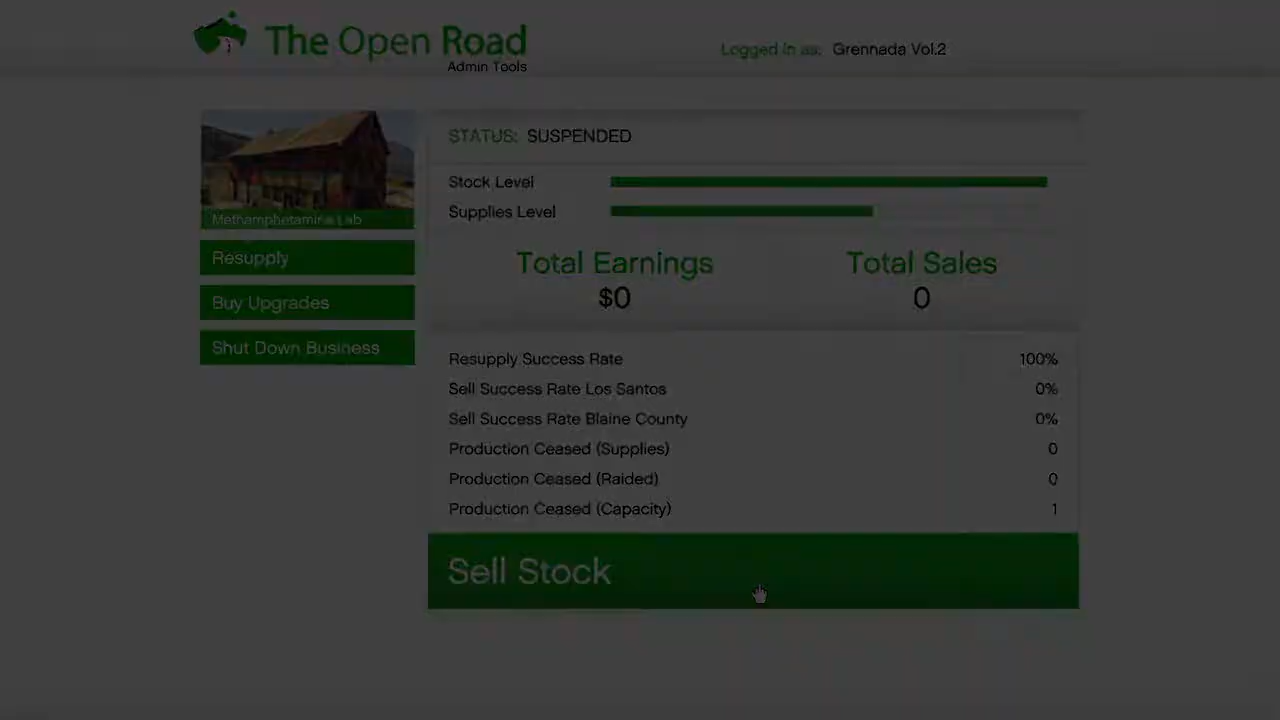 The Open Road
Admin Tools
Logged in as: Grennada Vol.2
Methamphetamine Lab
Resupply
Buy Upgrades
Shut Down Business
STATUS: SUSPENDED
Stock Level
Supplies Level
Total Earnings
$0
Total Sales
0
Resupply Success Rate 100%
Sell Success Rate Los Santos 0%
Sell Success Rate Blaine County 0%
Production Ceased (Supplies) 0
Production Ceased (Raided) 0
Production Ceased (Capacity) 1
Sell Stock